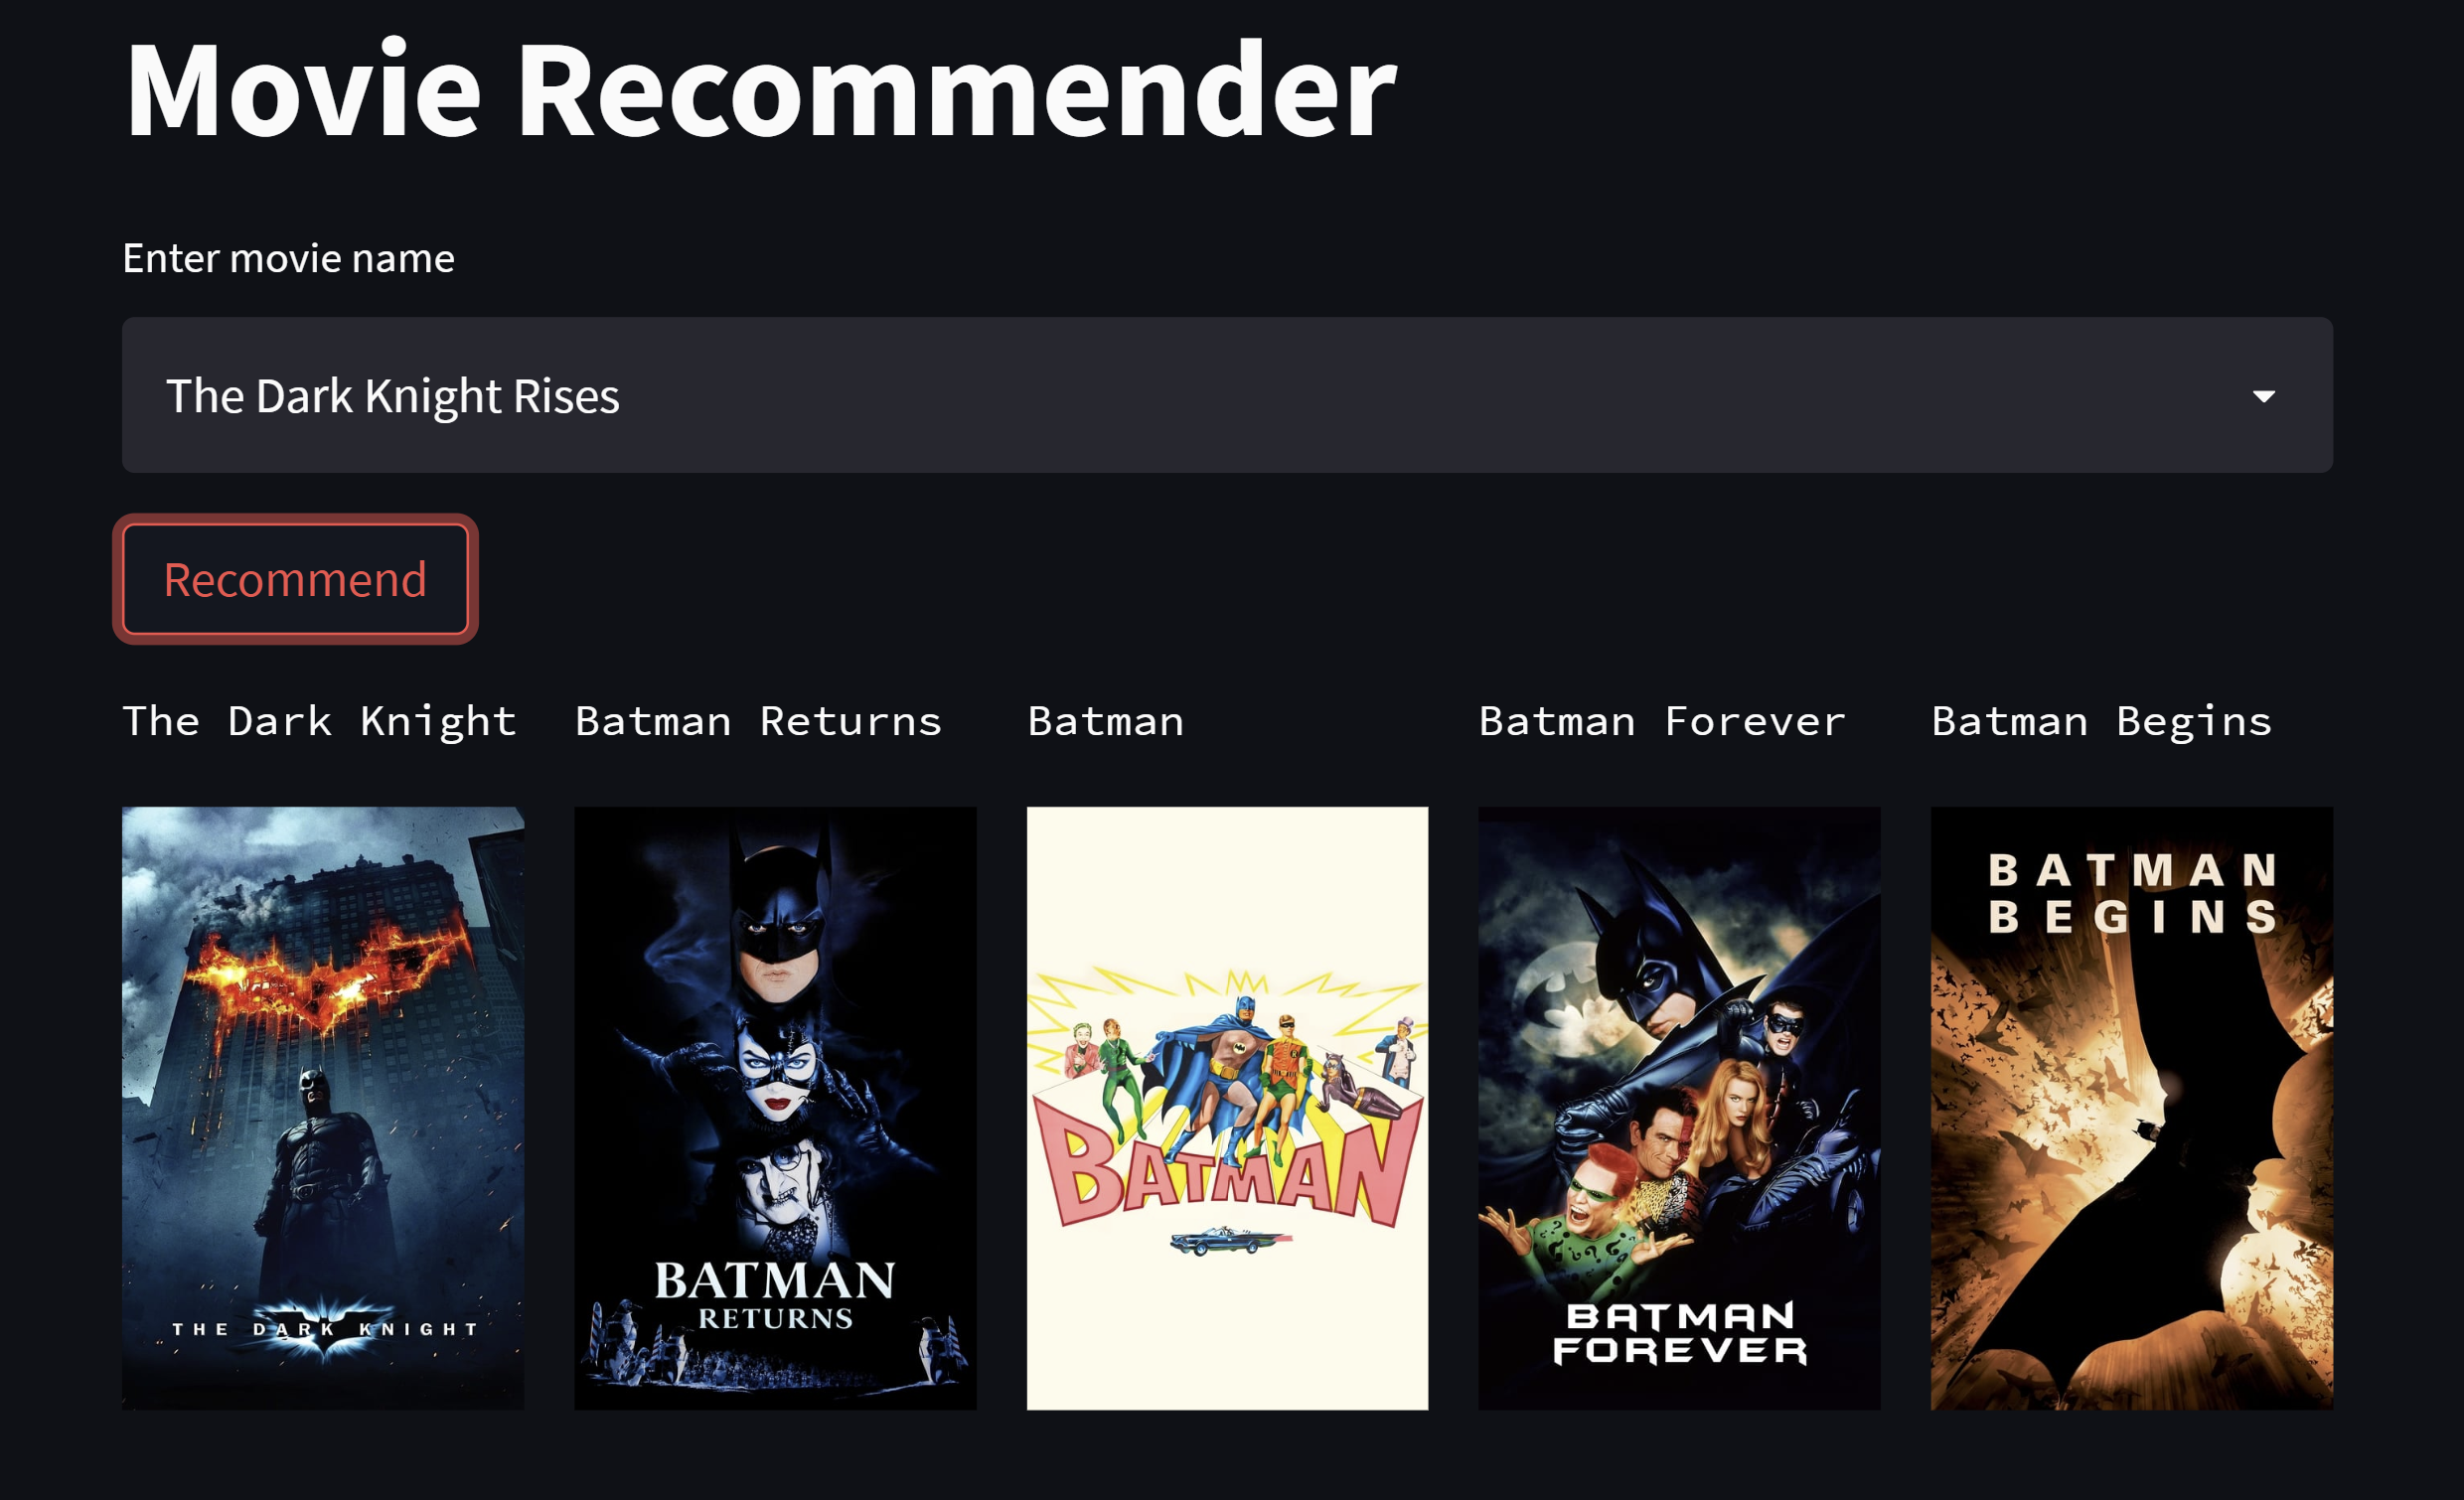 Movie Recommender
Enter movie name
The Dark Knight Rises
Recommend
The Dark Knight
Batman Returns
Batman
Batman Forever
Batman Begins
THE DARK KNIGHT
BATMAN
RETURNS
BATMAN
BATMAN
FOREVER
BATMAN
BEGINS